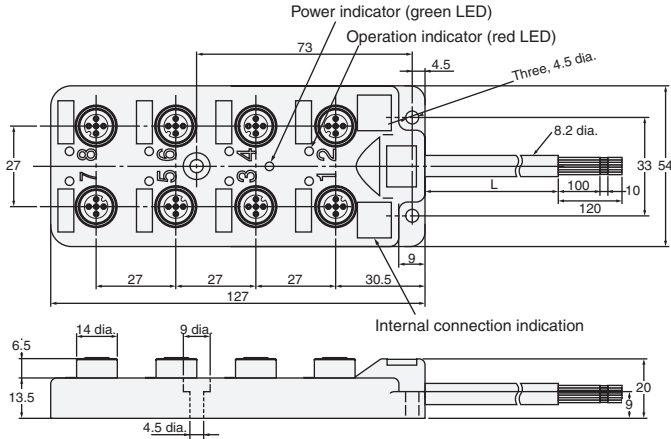 Power indicator (green LED)
73
Operation indicator (red LED)
4.5
Three, 4.5 dia.
8.2 dia.
27
8 6 4 2
7 5 3 1
33
54
L
100
10
120
9
27
27
27
30.5
127
Internal connection indication
14 dia.
9 dia.
6.5
13.5
20
9
4.5 dia.